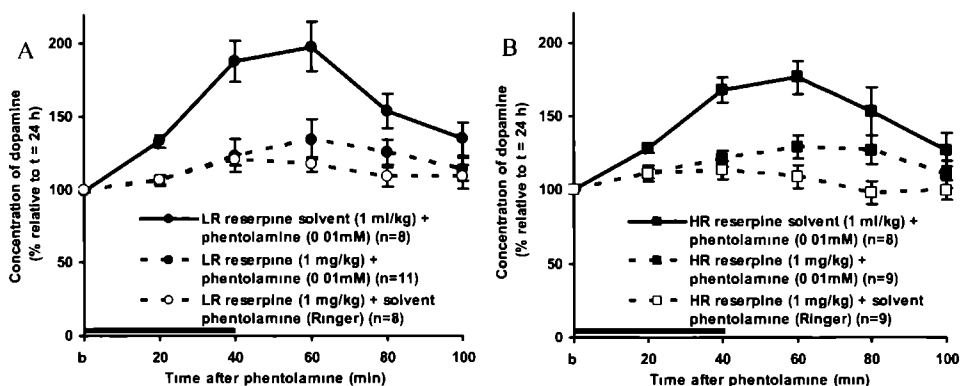 A
Concentration of dopamine
(% relative to t = 24 h)
200
150
100
50
0
LR reserpine solvent (1 ml/kg) +
phentolamine (0 01mM) (n=8)
LR reserpine (1 mg/kg) +
phentolamine (0 01mM) (n=11)
LR reserpine (1 mg/kg) + solvent
phentolamine (Ringer) (n=8)
b 20 40 60 80 100
Time after phentolamine (min)
B
Concentration of dopamine
(% relative to t = 24 h)
200
150
100
50
0
HR reserpine solvent (1 ml/kg) +
phentolamine (0 01mM) (n=8)
HR reserpine (1 mg/kg) +
phentolamine (0 01mM) (n=9)
HR reserpine (1 mg/kg) + solvent
phentolamine (Ringer) (n=9)
b 20 40 60 80 100
Time after phentolamine (min)